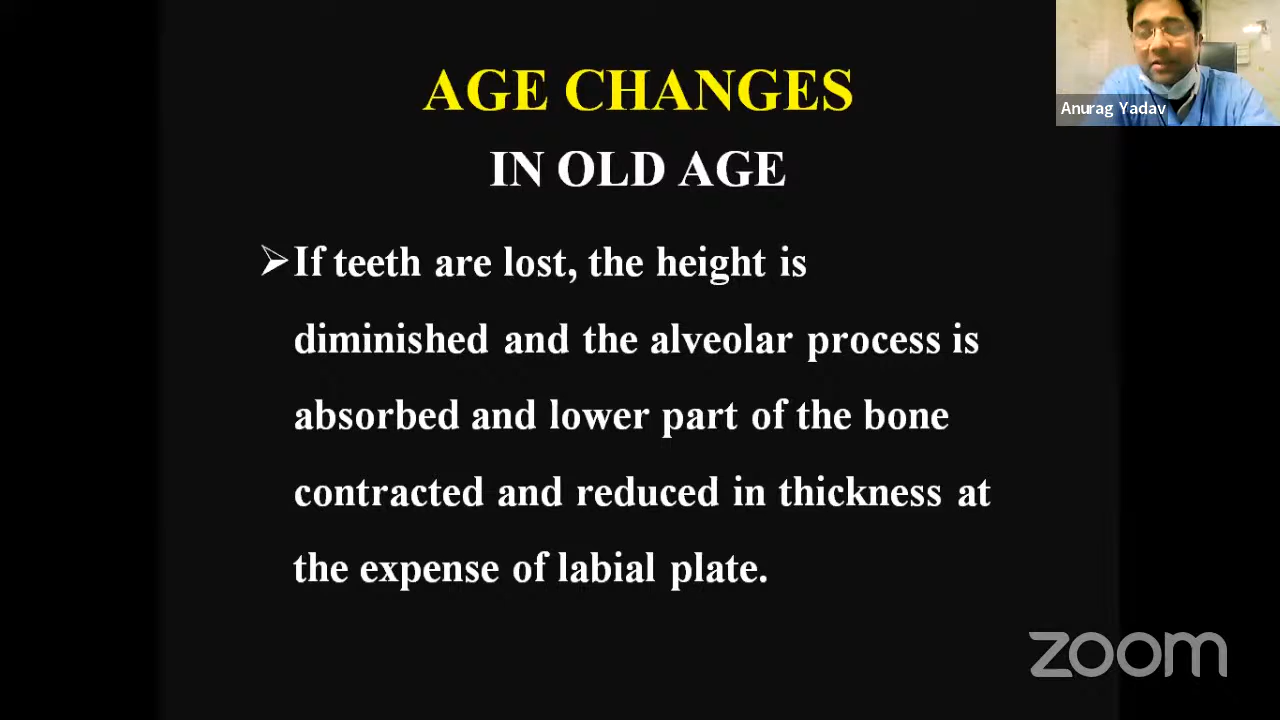 AGE CHANGES
IN OLD AGE
➢If teeth are lost, the height is
diminished and the alveolar process is
absorbed and lower part of the bone
contracted and reduced in thickness at
the expense of labial plate.
Anurag Yadav
zoom